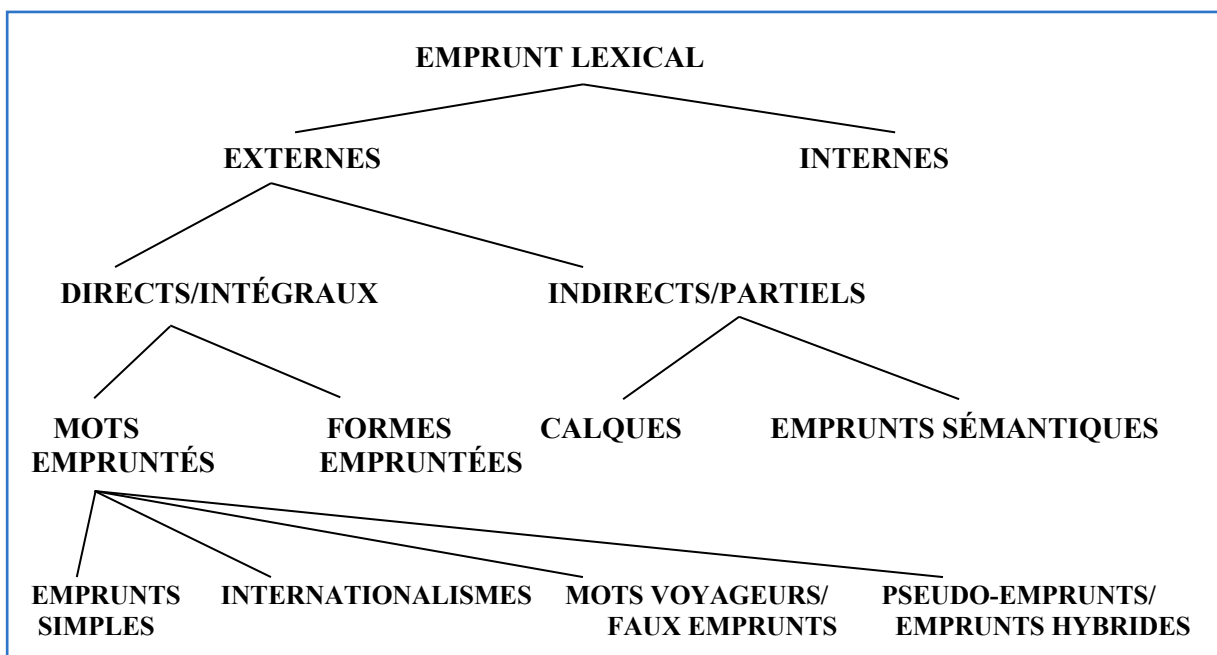 EMPRUNT LEXICAL
EXTERNES
INTERNES
DIRECTS/INTÉGRAUX
INDIRECTS/PARTIELS
MOTS
EMPRUNTÉS
FORMES
EMPRUNTÉES
CALQUES
EMPRUNTS SÉMANTIQUES
EMPRUNTS
SIMPLES
INTERNATIONALISMES
MOTS VOYAGEURS/
FAUX EMPRUNTS
PSEUDO-EMPRUNTS/
EMPRUNTS HYBRIDES